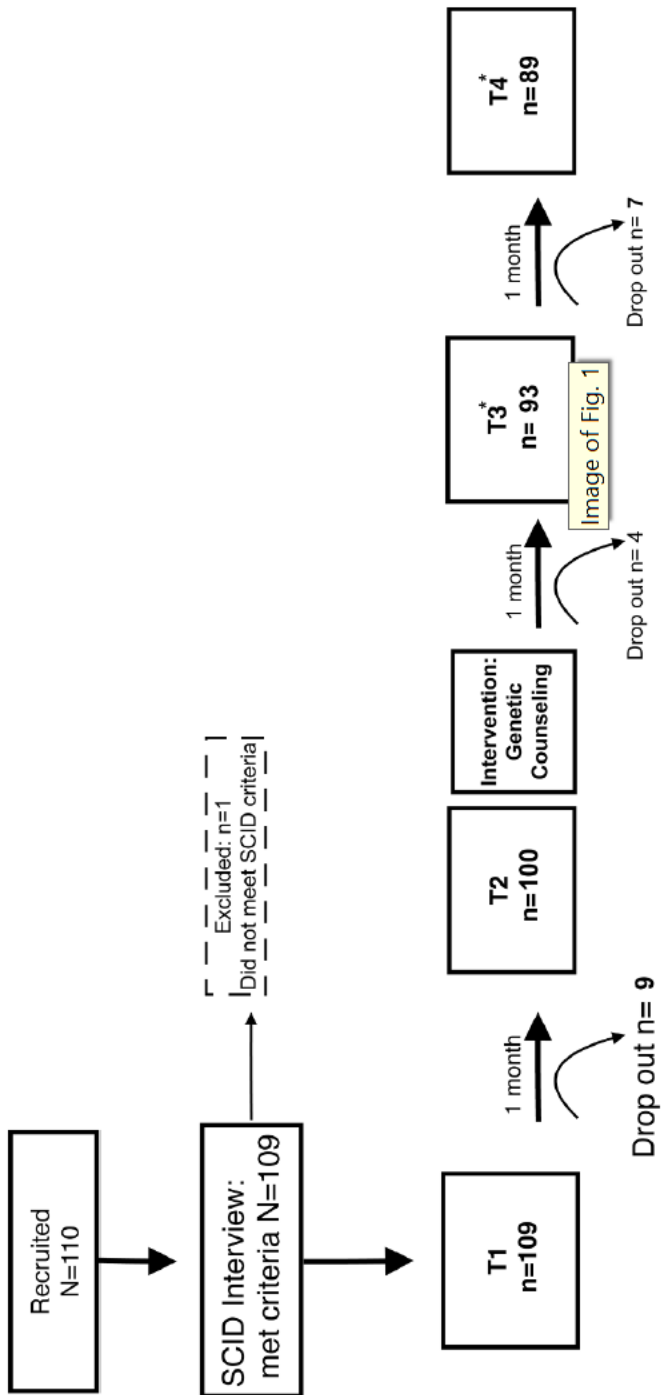 Recruited
N=110
SCID Interview:
met criteria N=109
Excluded: n=1
Did not meet SCID criteria
T1
n=109
1 month
Drop out n= 9
T2
n=100
Intervention:
Genetic
Counseling
1 month
Drop out n= 4
T3*
n= 93
Image of Fig. 1
1 month
Drop out n= 7
T4*
n=89